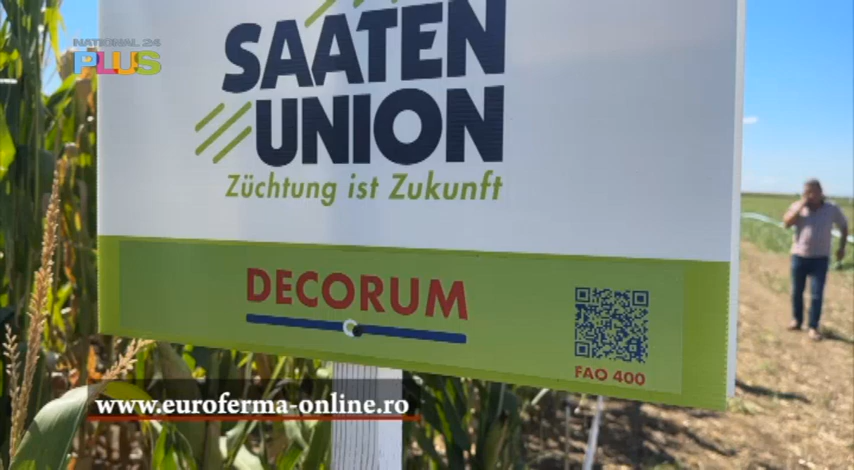 NATIONAL 24
PLUS
SAATEN
UNION
Züchtung ist Zukunft
DECORUM
FAO 400
www.euroferma-online.ro